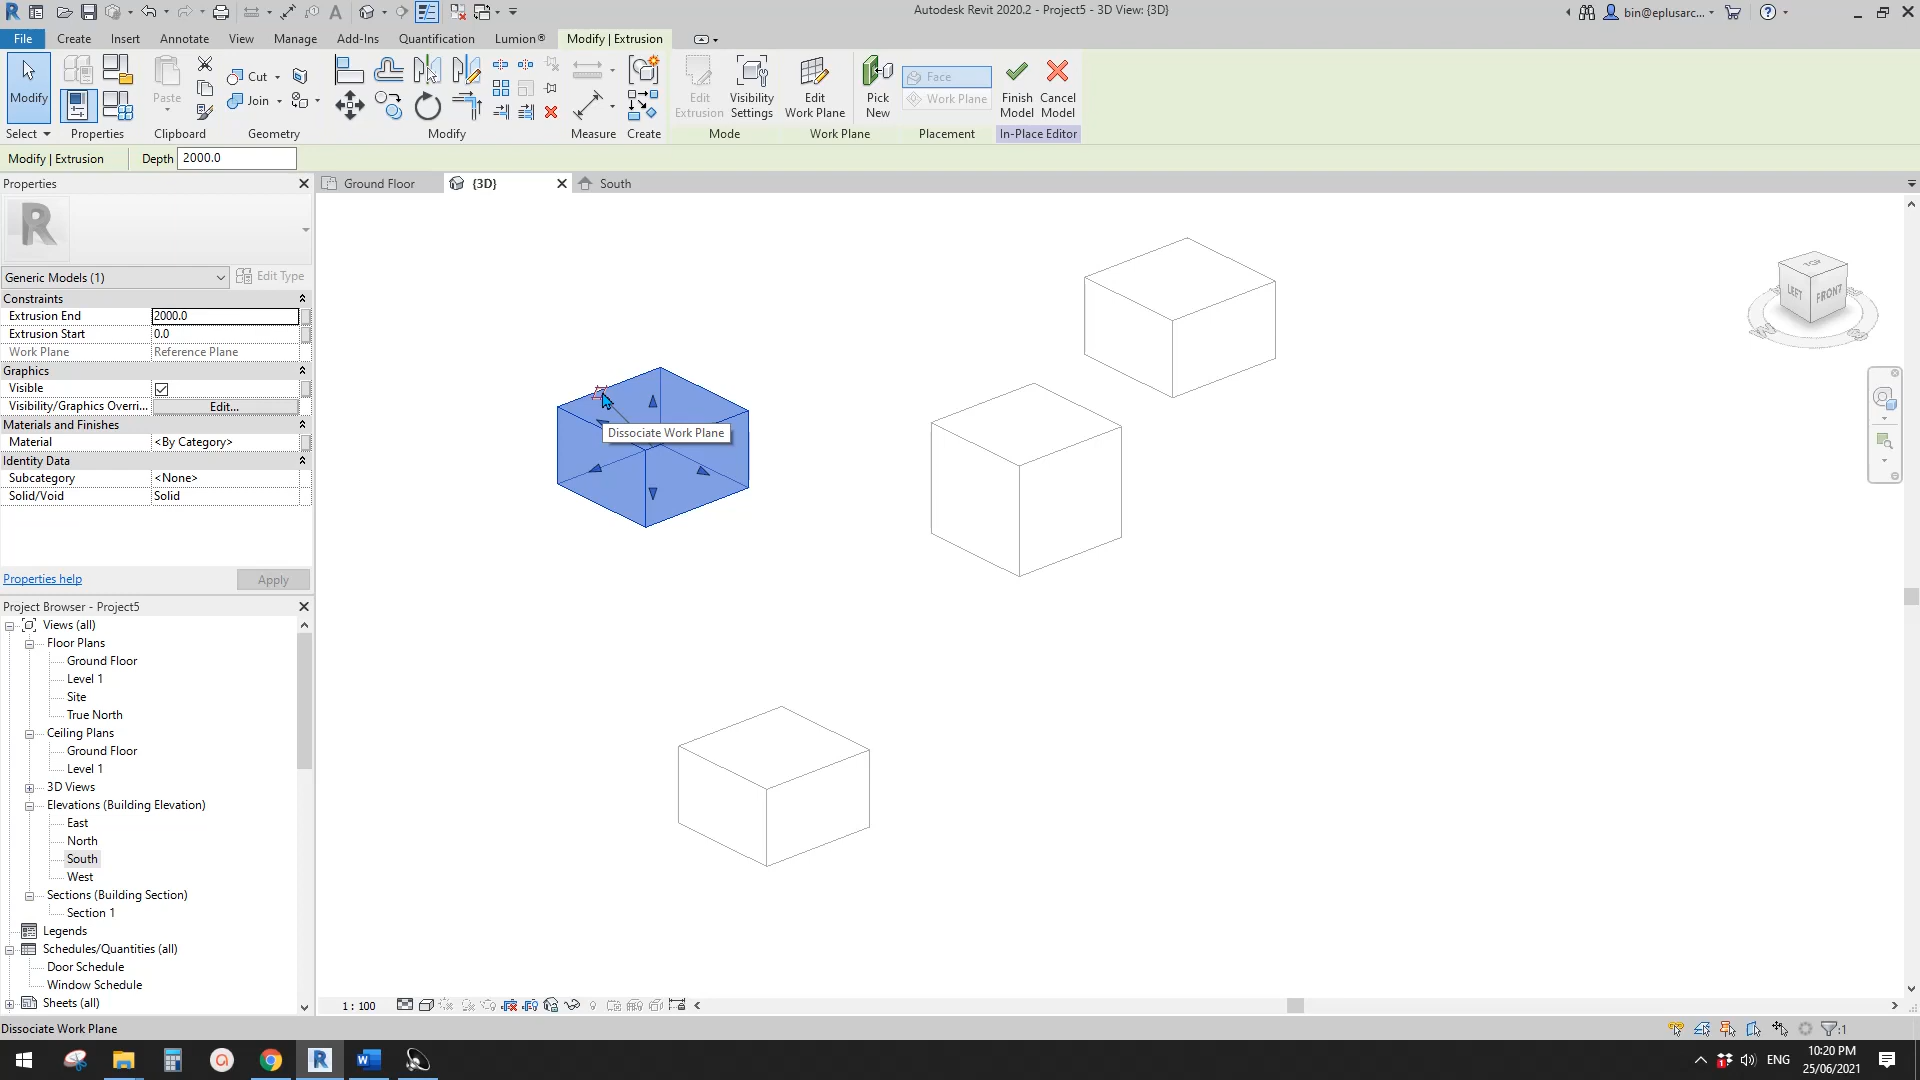 Autodesk Revit 2020.2 - Project5 - 3D View: {3D}
bin@eplusarc...
File Create Insert Annotate View Manage Add-Ins Quantification Lumion® Modify | Extrusion
Modify
Paste
Cut
Join
Edit Extrusion
Visibility Settings
Edit Work Plane
Pick New
Face
Work Plane
Finish Model
Cancel Model
Select Properties Clipboard Geometry Modify Measure Create Mode Work Plane Placement In-Place Editor
Modify | Extrusion Depth 2000.0
Properties
Ground Floor {3D} South
Generic Models (1) Edit Type
Constraints
Extrusion End 2000.0
Extrusion Start 0.0
Work Plane Reference Plane
Graphics
Visible
Visibility/Graphics Overri... Edit...
Materials and Finishes
Material <By Category>
Identity Data
Subcategory <None>
Solid/Void Solid
Properties help Apply
Dissociate Work Plane
TOP
LEFT FRONT
Project Browser - Project5
Views (all)
Floor Plans
Ground Floor
Level 1
Site
True North
Ceiling Plans
Ground Floor
Level 1
3D Views
Elevations (Building Elevation)
East
North
South
West
Sections (Building Section)
Section 1
Legends
Schedules/Quantities (all)
Door Schedule
Window Schedule
Sheets (all)
1 : 100
Dissociate Work Plane
:1
ENG
10:20 PM
25/06/2021